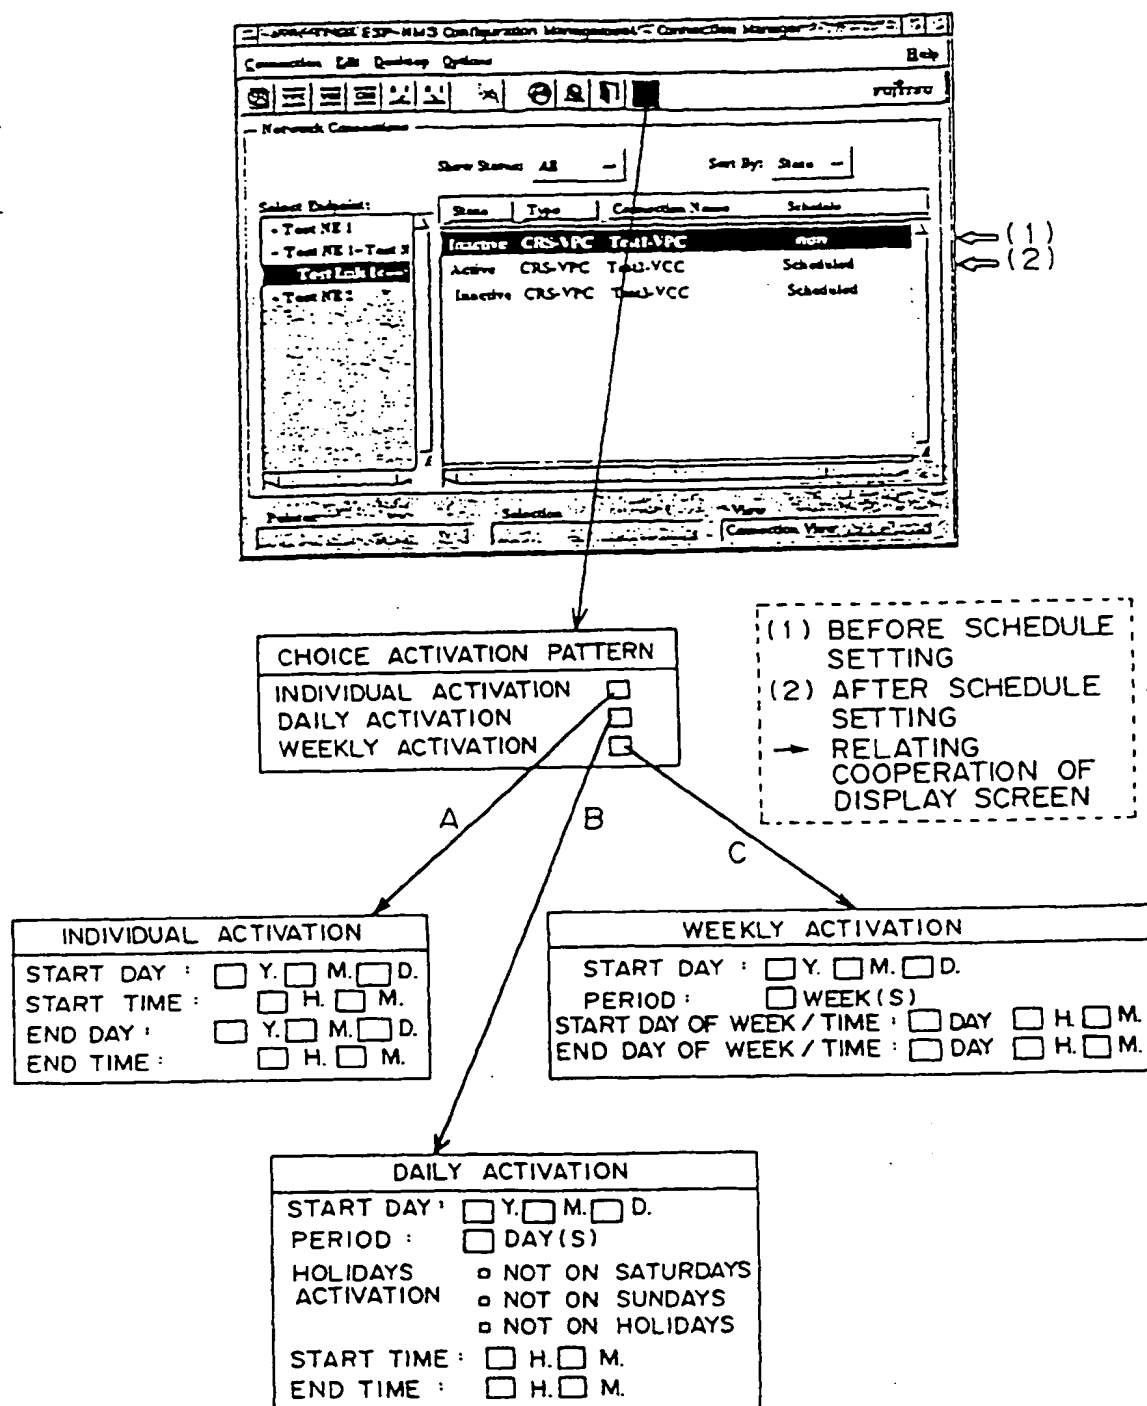 ESP-NMS Configuration Management - Connection Manager
Connection Edit Desktop Options Help
FUJITSU
Network Connections
Show Status: All Sort By: State
Select Endpoint:
State Type Connection Name Schedule
- Test NE 1
- Test NE 1-Test N
Test Link
- Test NE 2
Inactive CRS-VPC Test1-VPC non
Active CRS-VPC Test2-VCC Scheduled
Inactive CRS-VPC Test3-VCC Scheduled
(1)
(2)
Pointer Selection View
Connection View
CHOICE ACTIVATION PATTERN
INDIVIDUAL ACTIVATION
DAILY ACTIVATION
WEEKLY ACTIVATION
(1) BEFORE SCHEDULE
SETTING
(2) AFTER SCHEDULE
SETTING
→ RELATING
COOPERATION OF
DISPLAY SCREEN
A
B
C
INDIVIDUAL ACTIVATION
START DAY : Y. M. D.
START TIME : H. M.
END DAY : Y. M. D.
END TIME : H. M.
WEEKLY ACTIVATION
START DAY : Y. M. D.
PERIOD : WEEK(S)
START DAY OF WEEK / TIME : DAY H. M.
END DAY OF WEEK / TIME : DAY H. M.
DAILY ACTIVATION
START DAY : Y. M. D.
PERIOD : DAY(S)
HOLIDAYS
ACTIVATION
NOT ON SATURDAYS
NOT ON SUNDAYS
NOT ON HOLIDAYS
START TIME : H. M.
END TIME : H. M.